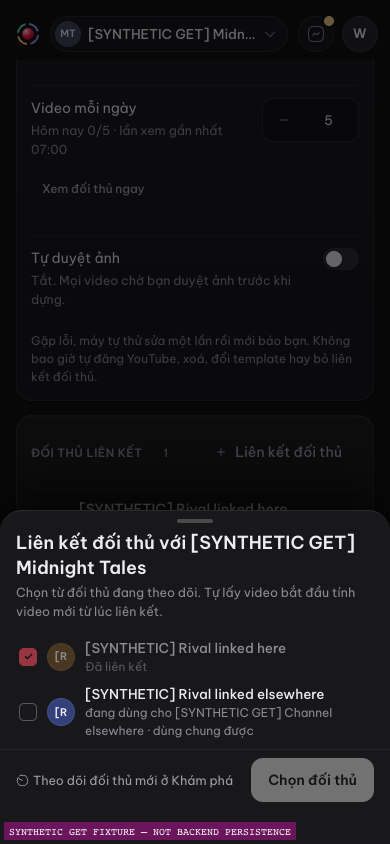 MT [SYNTHETIC GET] Midn... W
Video mỗi ngày
Hôm nay 0/5 · lần xem gần nhất
07:00
− 5
Xem đối thủ ngay
Tự duyệt ảnh
Tắt. Mọi video chờ bạn duyệt ảnh trước khi
dựng.
Gặp lỗi, máy tự thử sửa một lần rồi mới báo bạn. Không
bao giờ tự đăng YouTube, xoá, đổi template hay bỏ liên
kết đối thủ.
ĐỐI THỦ LIÊN KẾT 1 + Liên kết đối thủ
[SYNTHETIC] Rival linked here
Liên kết đối thủ với [SYNTHETIC GET]
Midnight Tales
Chọn từ đối thủ đang theo dõi. Tự lấy video bắt đầu tính
video mới từ lúc liên kết.
[R [SYNTHETIC] Rival linked here
Đã liên kết
[R [SYNTHETIC] Rival linked elsewhere
đang dùng cho [SYNTHETIC GET] Channel
elsewhere · dùng chung được
Theo dõi đối thủ mới ở Khám phá
Chọn đối thủ
SYNTHETIC GET FIXTURE — NOT BACKEND PERSISTENCE